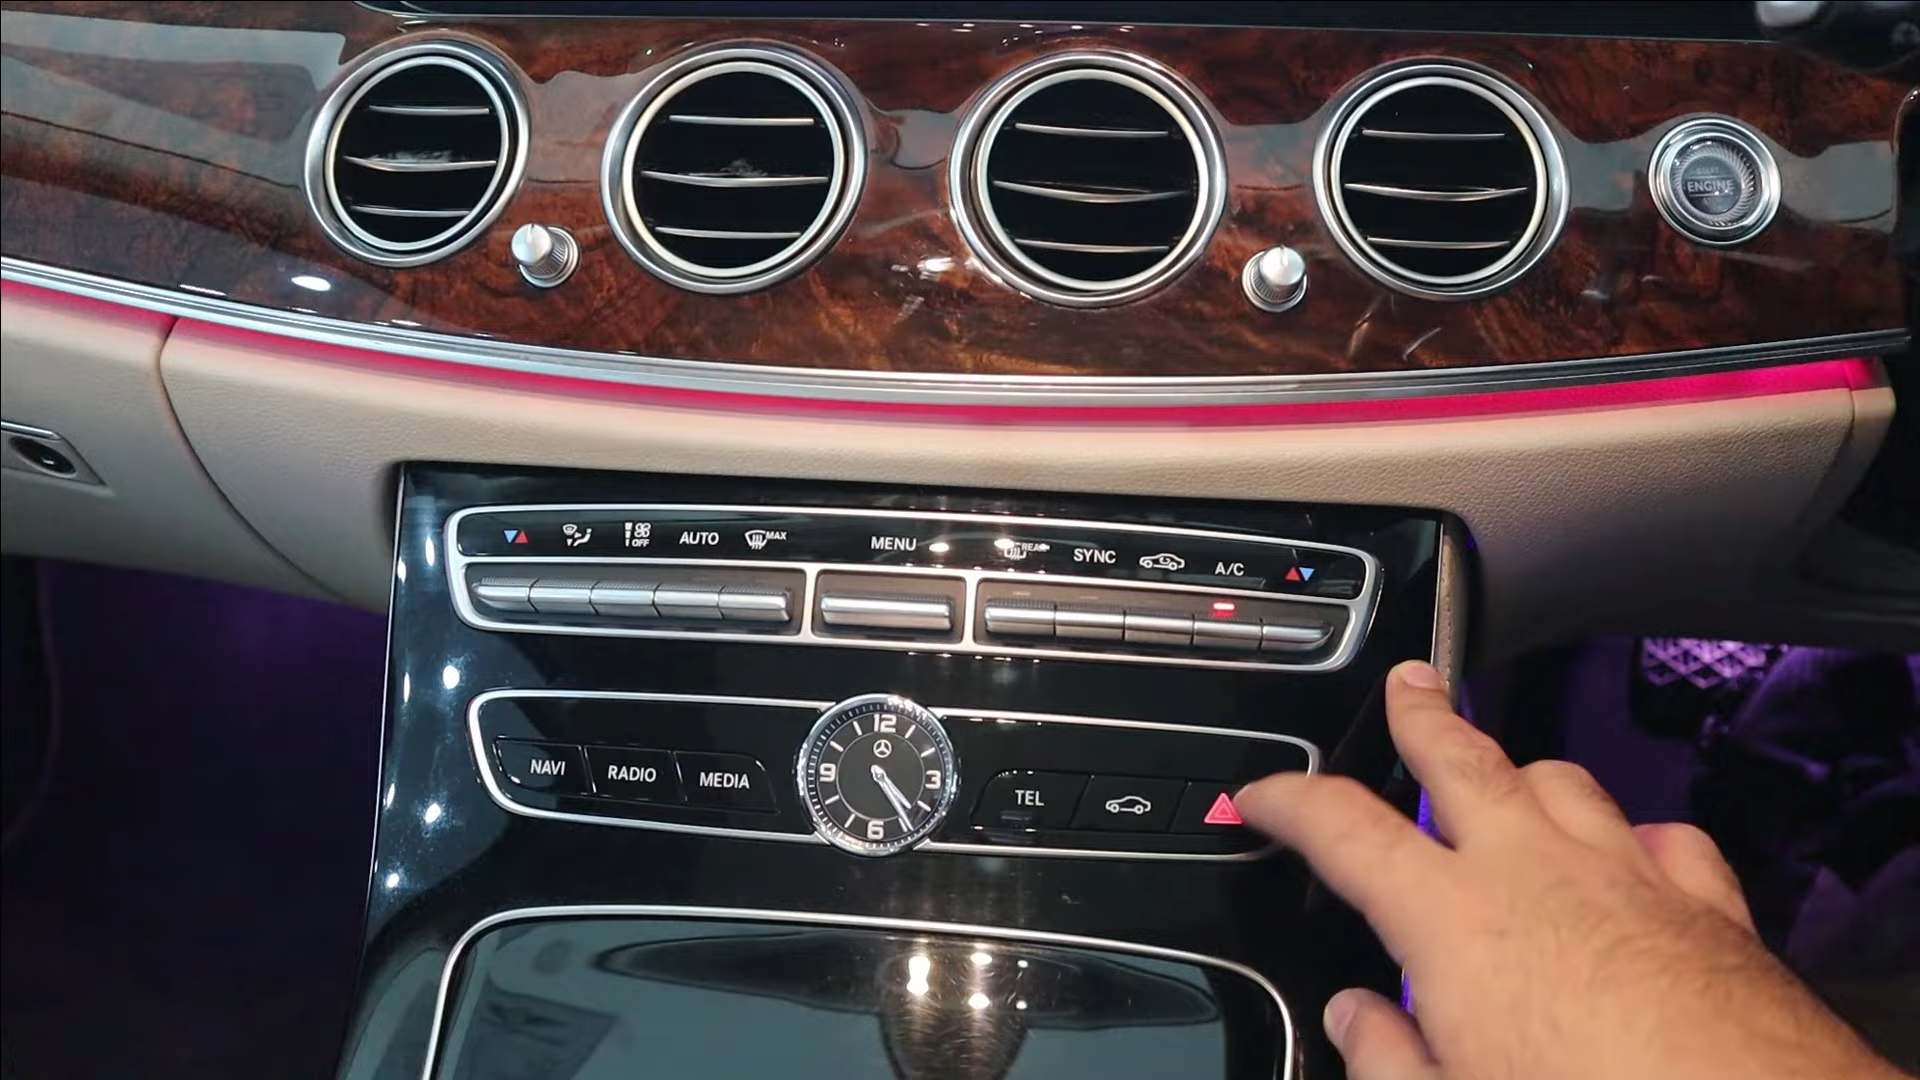 START
ENGINE
OFF
AUTO
MAX
MENU
REAR
SYNC
A/C
NAVI
RADIO
MEDIA
12
9
3
6
TEL